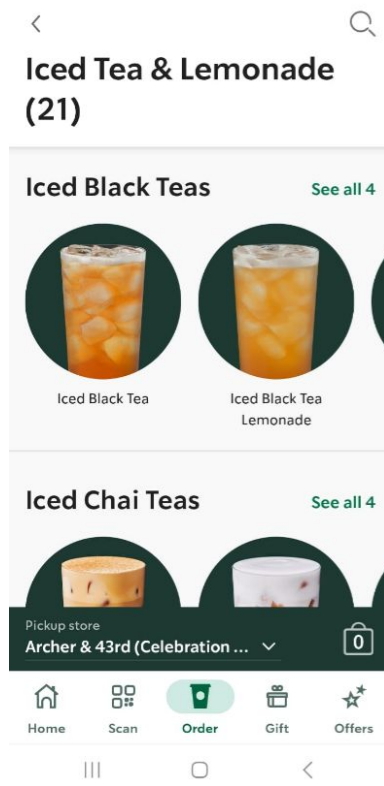 Iced Tea & Lemonade
(21)
Iced Black Teas
See all 4
Iced Black Tea
Iced Black Tea
Lemonade
Iced Chai Teas
See all 4
Pickup store
Archer & 43rd (Celebration ...
0
Home
Scan
Order
Gift
Offers